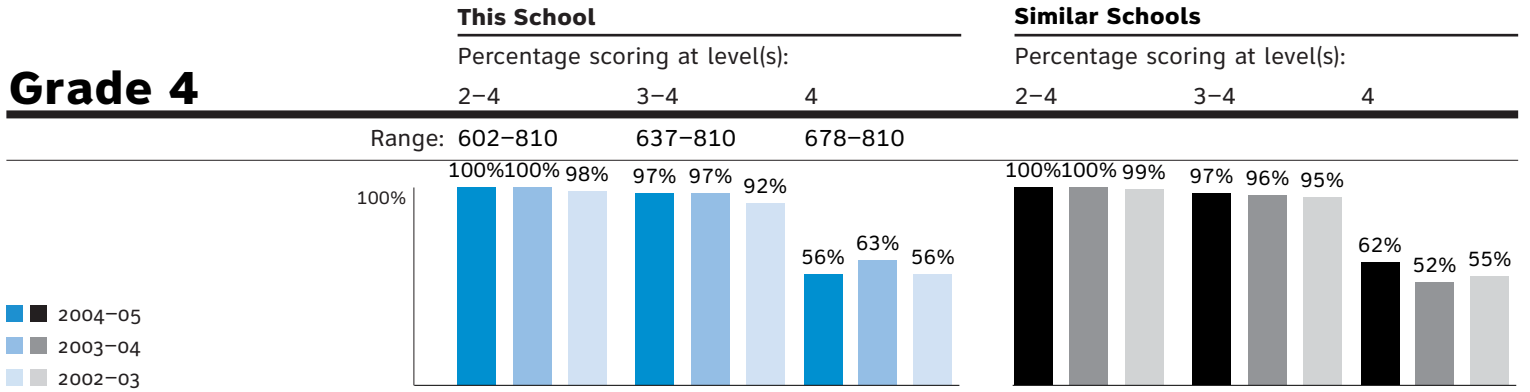 This School Similar Schools
Percentage scoring at level(s): Percentage scoring at level(s):
Grade 4 2–4 3–4 4 2–4 3–4 4
Range: 602–810 637–810 678–810
100% 100% 98% 97% 97% 92% 56% 63% 56% 100% 100% 99% 97% 96% 95% 62% 52% 55%
100%
2004–05
2003–04
2002–03